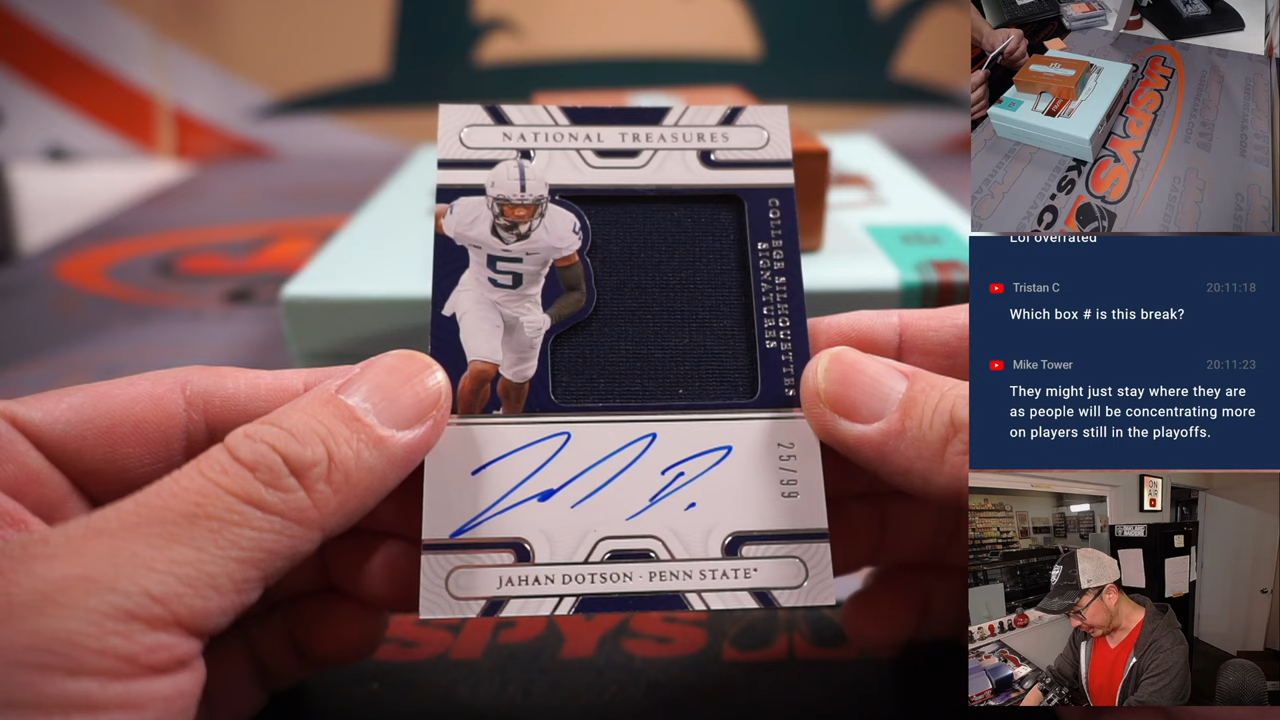 NATIONAL TREASURES
5
COLLEGE SILHOUETTES
SIGNATURES
25/99
JAHAN DOTSON · PENN STATE*
SPYS
JASPYS
KS.C
Lol overrated
Tristan C 20:11:18
Which box # is this break?
Mike Tower 20:11:23
They might just stay where they are
as people will be concentrating more
on players still in the playoffs.
ON
AIR